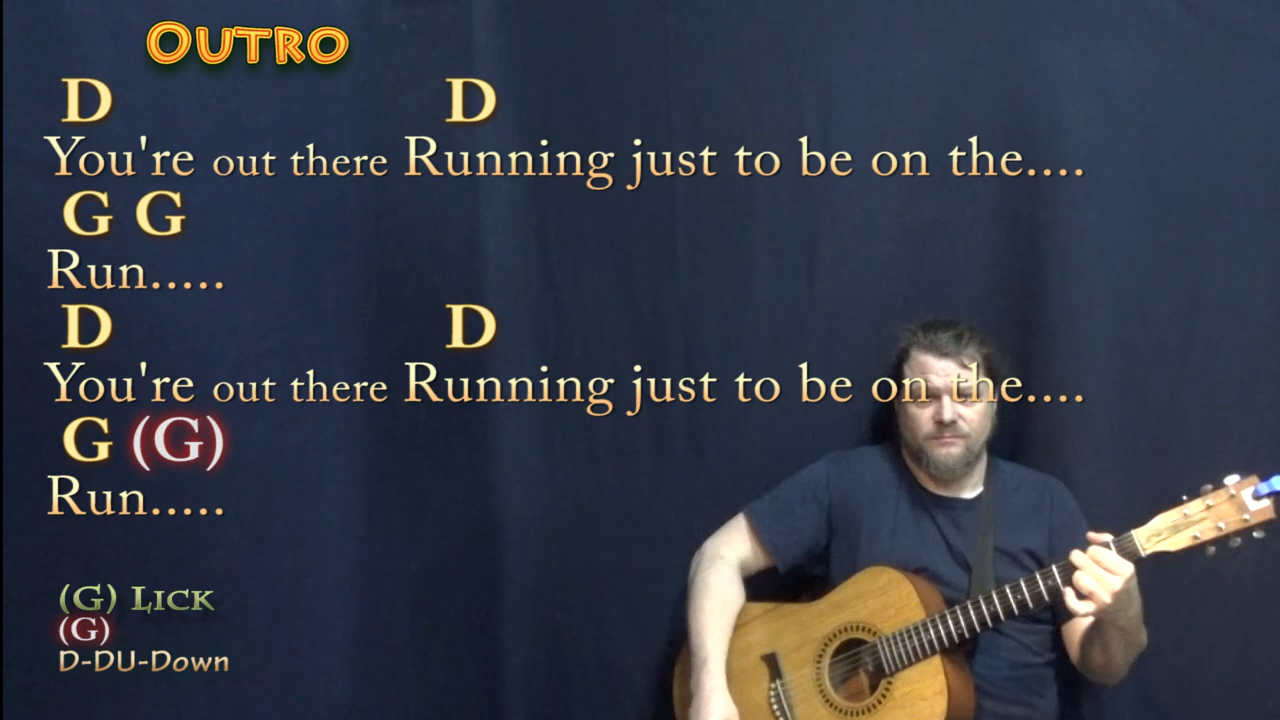 OUTRO
D D
You're out there Running just to be on the....
G G
Run.....
D D
You're out there Running just to be on the....
G (G)
Run.....
(G) LICK
(G)
D-DU-DOWN